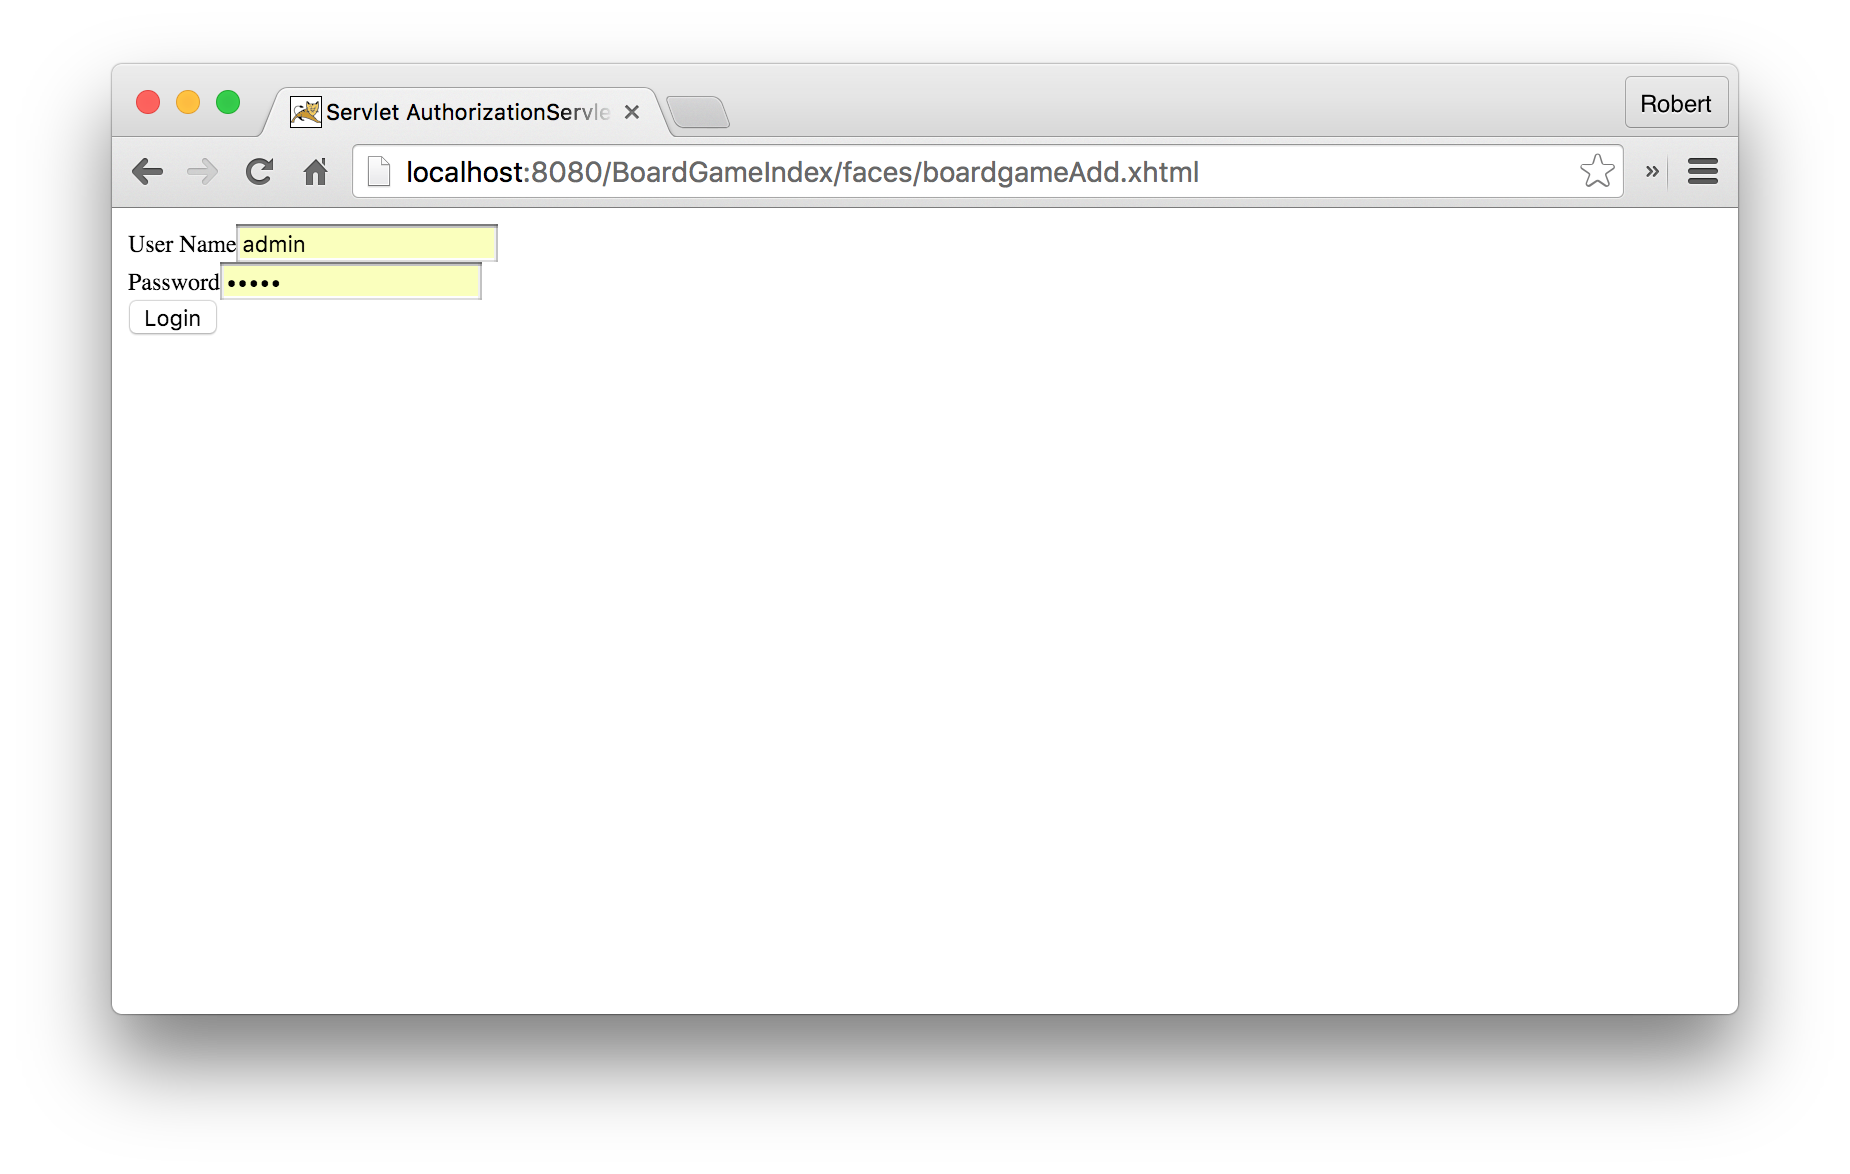 Servlet AuthorizationServle
Robert
localhost:8080/BoardGameIndex/faces/boardgameAdd.xhtml
»
User Name admin
Password •••••
Login